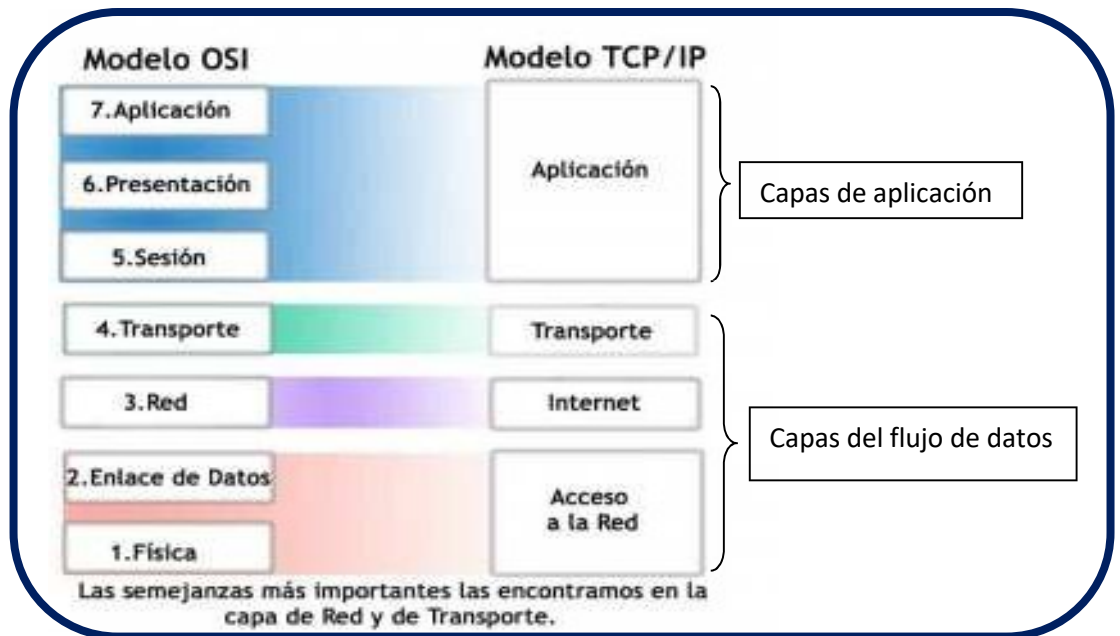 Modelo OSI
Modelo TCP/IP
7.Aplicación
6.Presentación
5.Sesión
Aplicación
Capas de aplicación
4.Transporte
Transporte
3.Red
Internet
2.Enlace de Datos
1.Física
Acceso
a la Red
Capas del flujo de datos
Las semejanzas más importantes las encontramos en la
capa de Red y de Transporte.